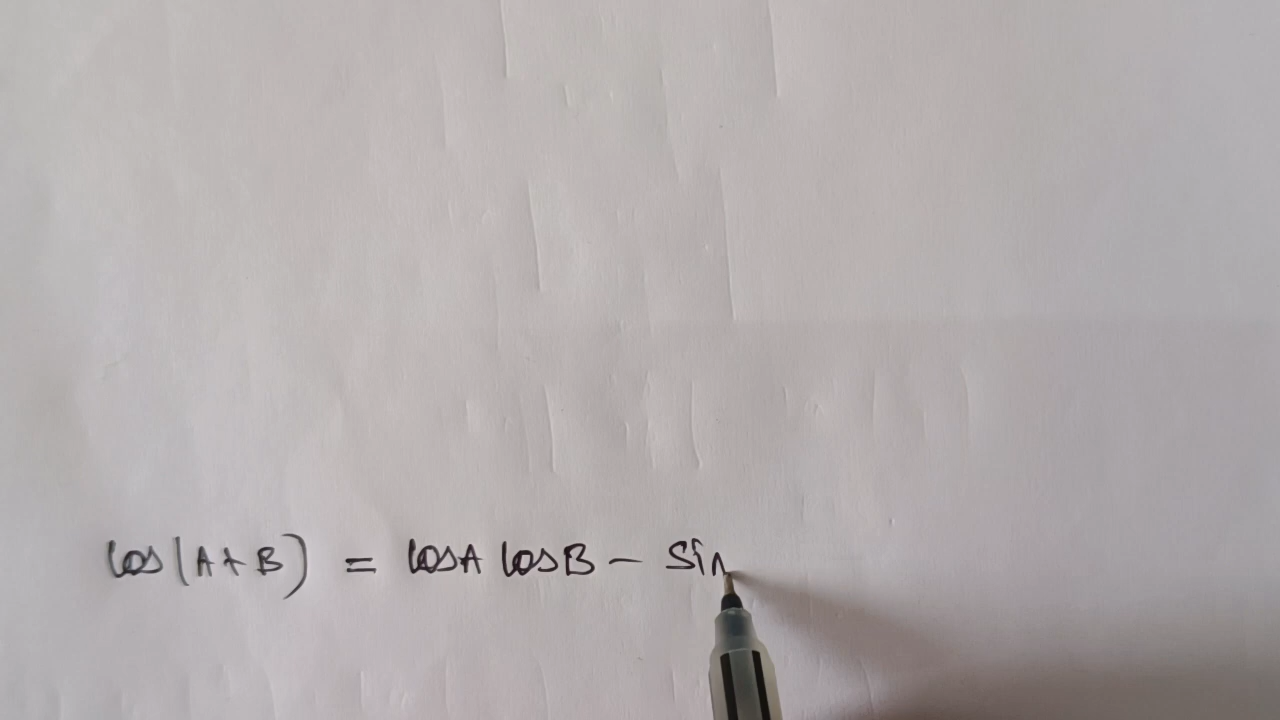 cos(A+B) = cosA cosB - sin